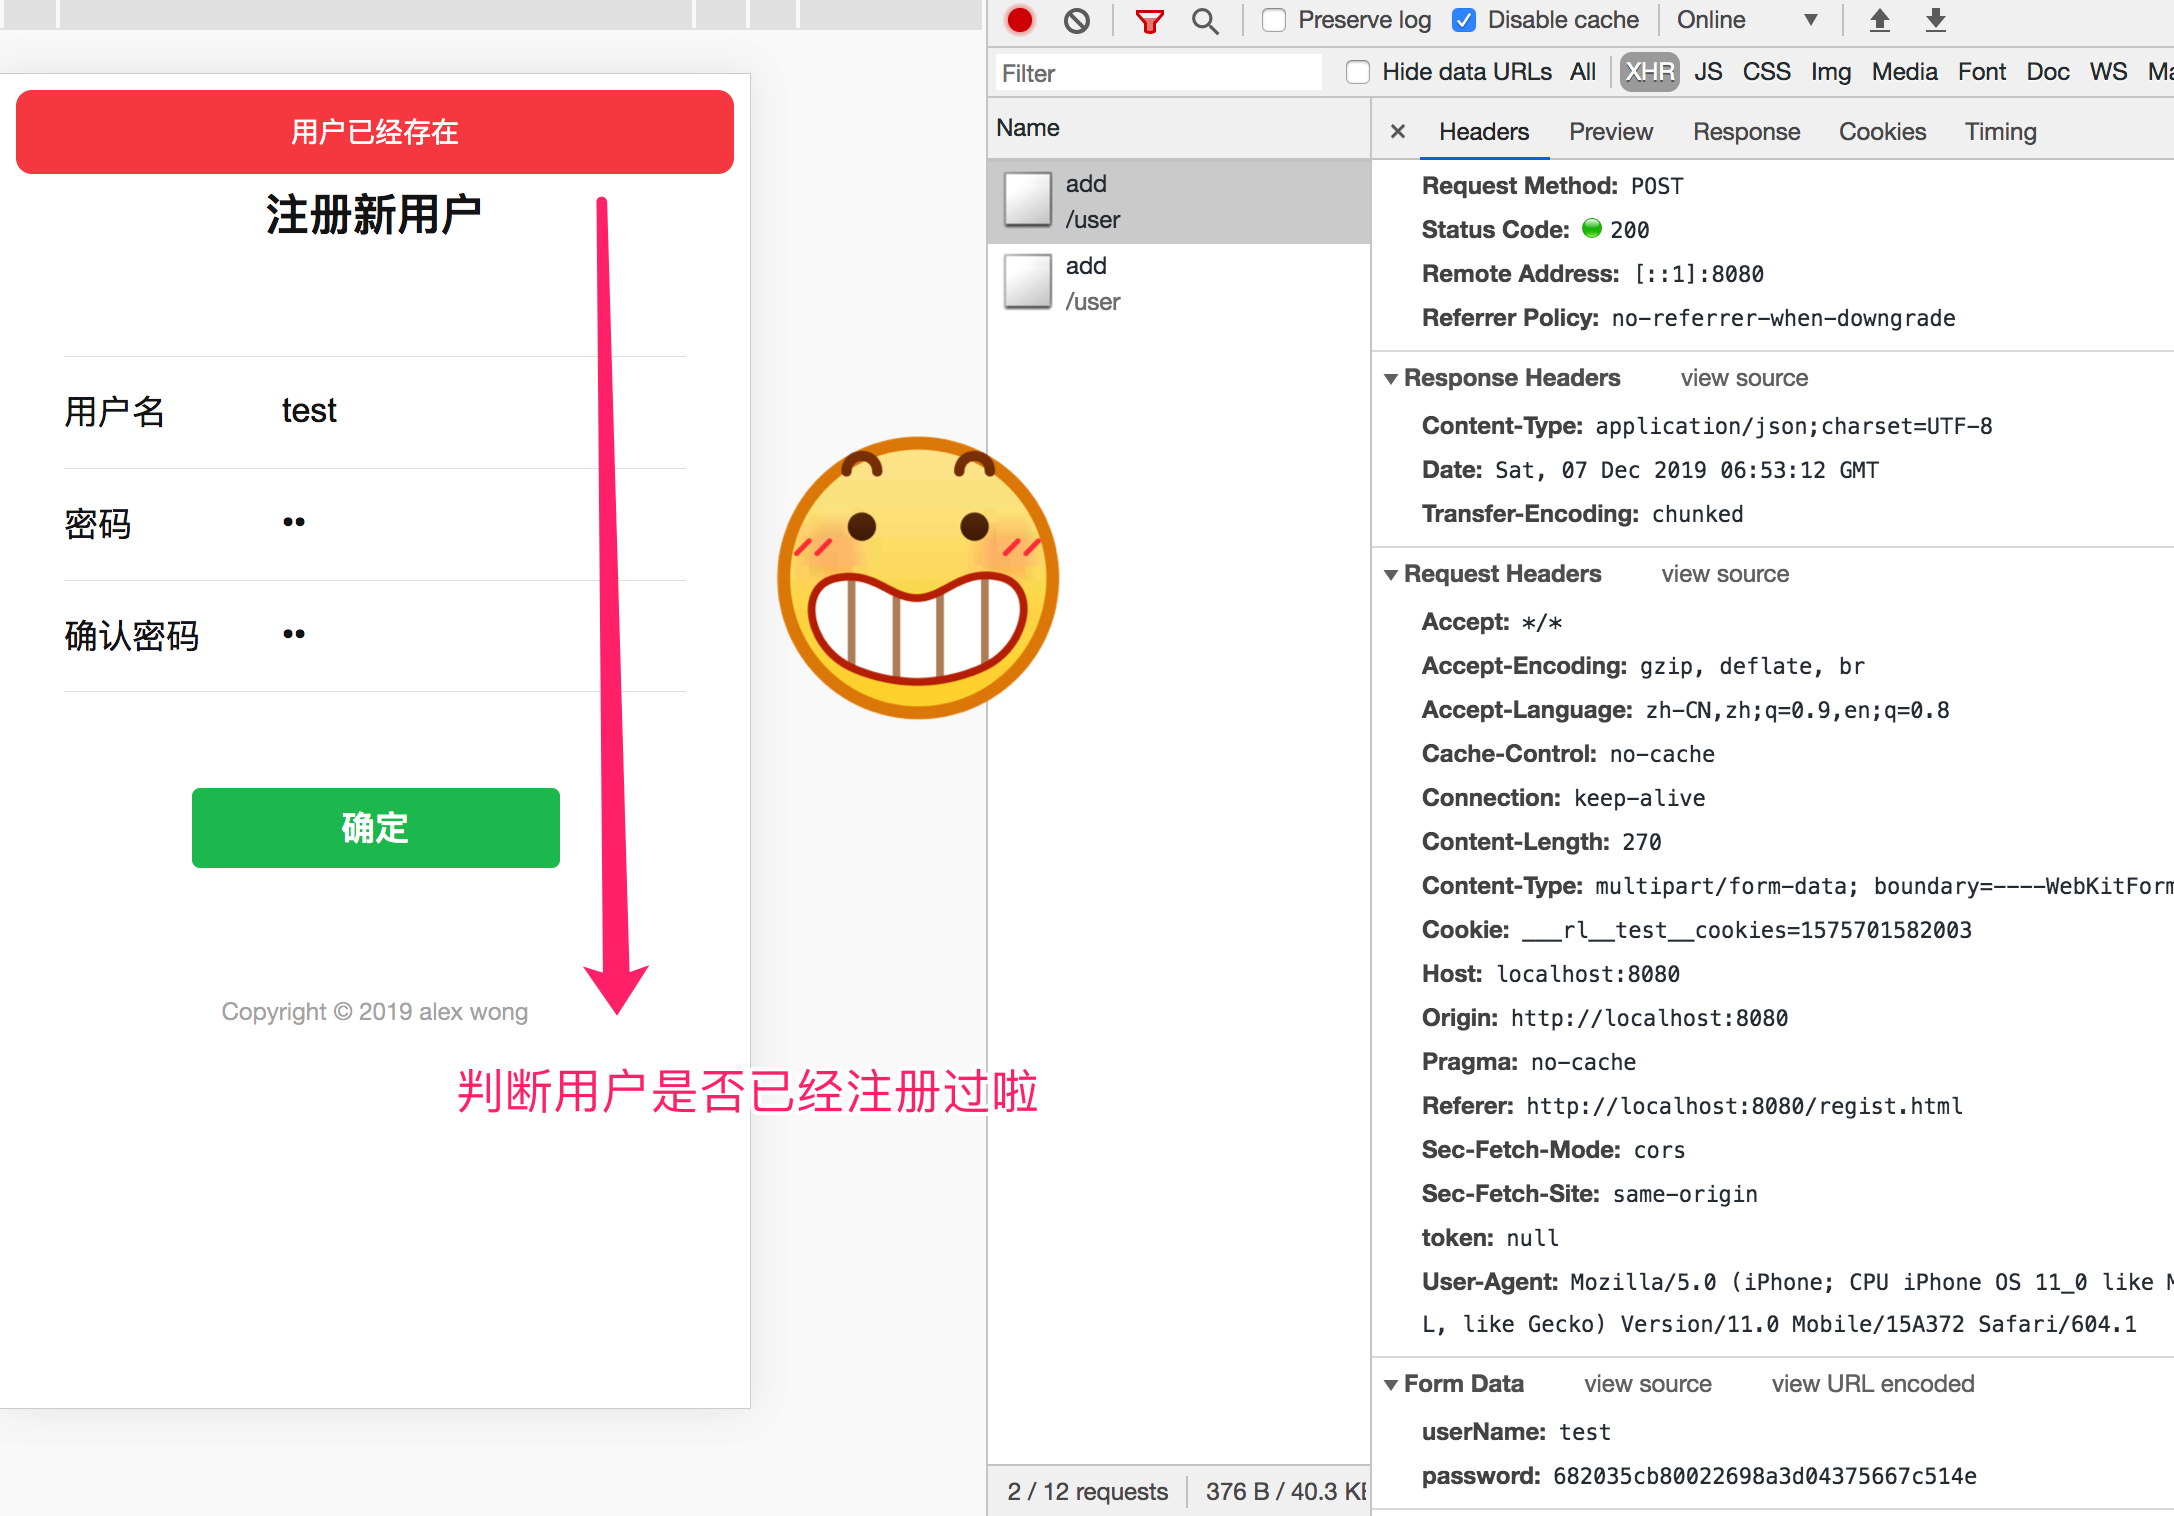 用户已经存在
注册新用户
用户名 test
密码 ••
确认密码 ••
确定
Copyright © 2019 alex wong
判断用户是否已经注册过啦
Preserve log Disable cache Online
Filter Hide data URLs All XHR JS CSS Img Media Font Doc WS Ma
Name
add
/user
add
/user
2 / 12 requests 376 B / 40.3 KB
× Headers Preview Response Cookies Timing
Request Method: POST
Status Code: 200
Remote Address: [::1]:8080
Referrer Policy: no-referrer-when-downgrade
Response Headers view source
Content-Type: application/json;charset=UTF-8
Date: Sat, 07 Dec 2019 06:53:12 GMT
Transfer-Encoding: chunked
Request Headers view source
Accept: */*
Accept-Encoding: gzip, deflate, br
Accept-Language: zh-CN,zh;q=0.9,en;q=0.8
Cache-Control: no-cache
Connection: keep-alive
Content-Length: 270
Content-Type: multipart/form-data; boundary=----WebKitForm
Cookie: ___rl__test__cookies=1575701582003
Host: localhost:8080
Origin: http://localhost:8080
Pragma: no-cache
Referer: http://localhost:8080/regist.html
Sec-Fetch-Mode: cors
Sec-Fetch-Site: same-origin
token: null
User-Agent: Mozilla/5.0 (iPhone; CPU iPhone OS 11_0 like M
L, like Gecko) Version/11.0 Mobile/15A372 Safari/604.1
Form Data view source view URL encoded
userName: test
password: 682035cb80022698a3d04375667c514e